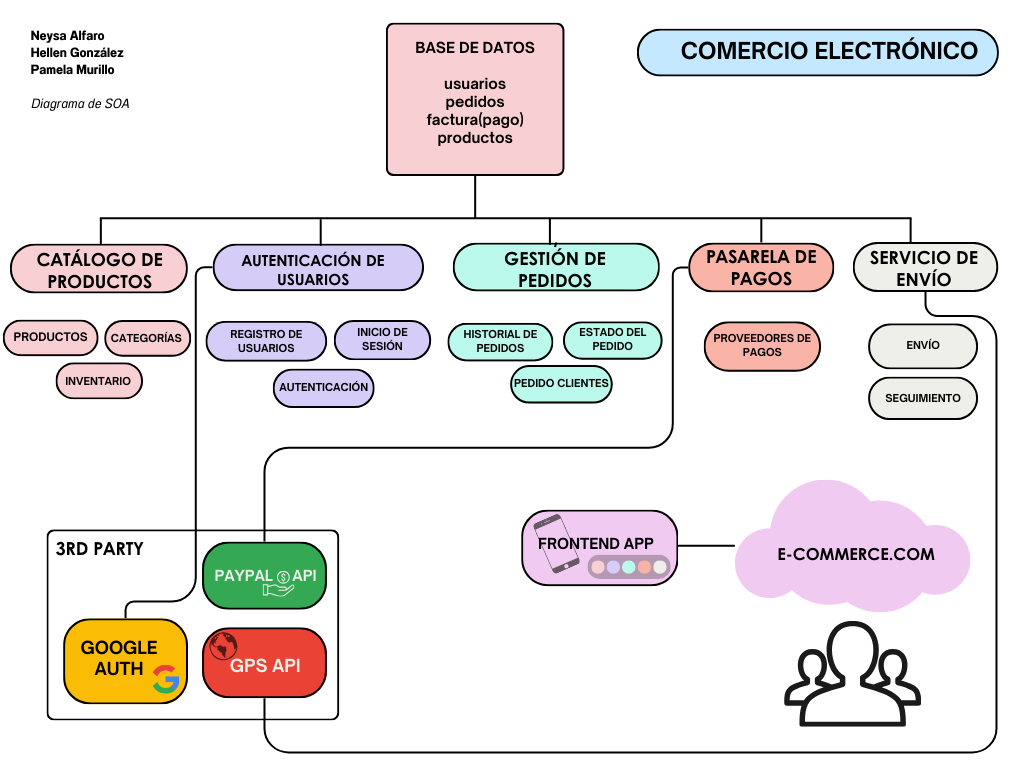 Neysa Alfaro
Hellen González
Pamela Murillo
Diagrama de SOA
BASE DE DATOS
usuarios
pedidos
factura(pago)
productos
COMERCIO ELECTRÓNICO
CATÁLOGO DE
PRODUCTOS
AUTENTICACIÓN DE
USUARIOS
GESTIÓN DE
PEDIDOS
PASARELA DE
PAGOS
SERVICIO DE
ENVÍO
PRODUCTOS
CATEGORÍAS
INVENTARIO
REGISTRO DE
USUARIOS
INICIO DE
SESIÓN
AUTENTICACIÓN
HISTORIAL DE
PEDIDOS
ESTADO DEL
PEDIDO
PEDIDO CLIENTES
PROVEEDORES DE
PAGOS
ENVÍO
SEGUIMIENTO
3RD PARTY
PAYPAL $ API
GOOGLE
AUTH
G
GPS API
FRONTEND APP
E-COMMERCE.COM